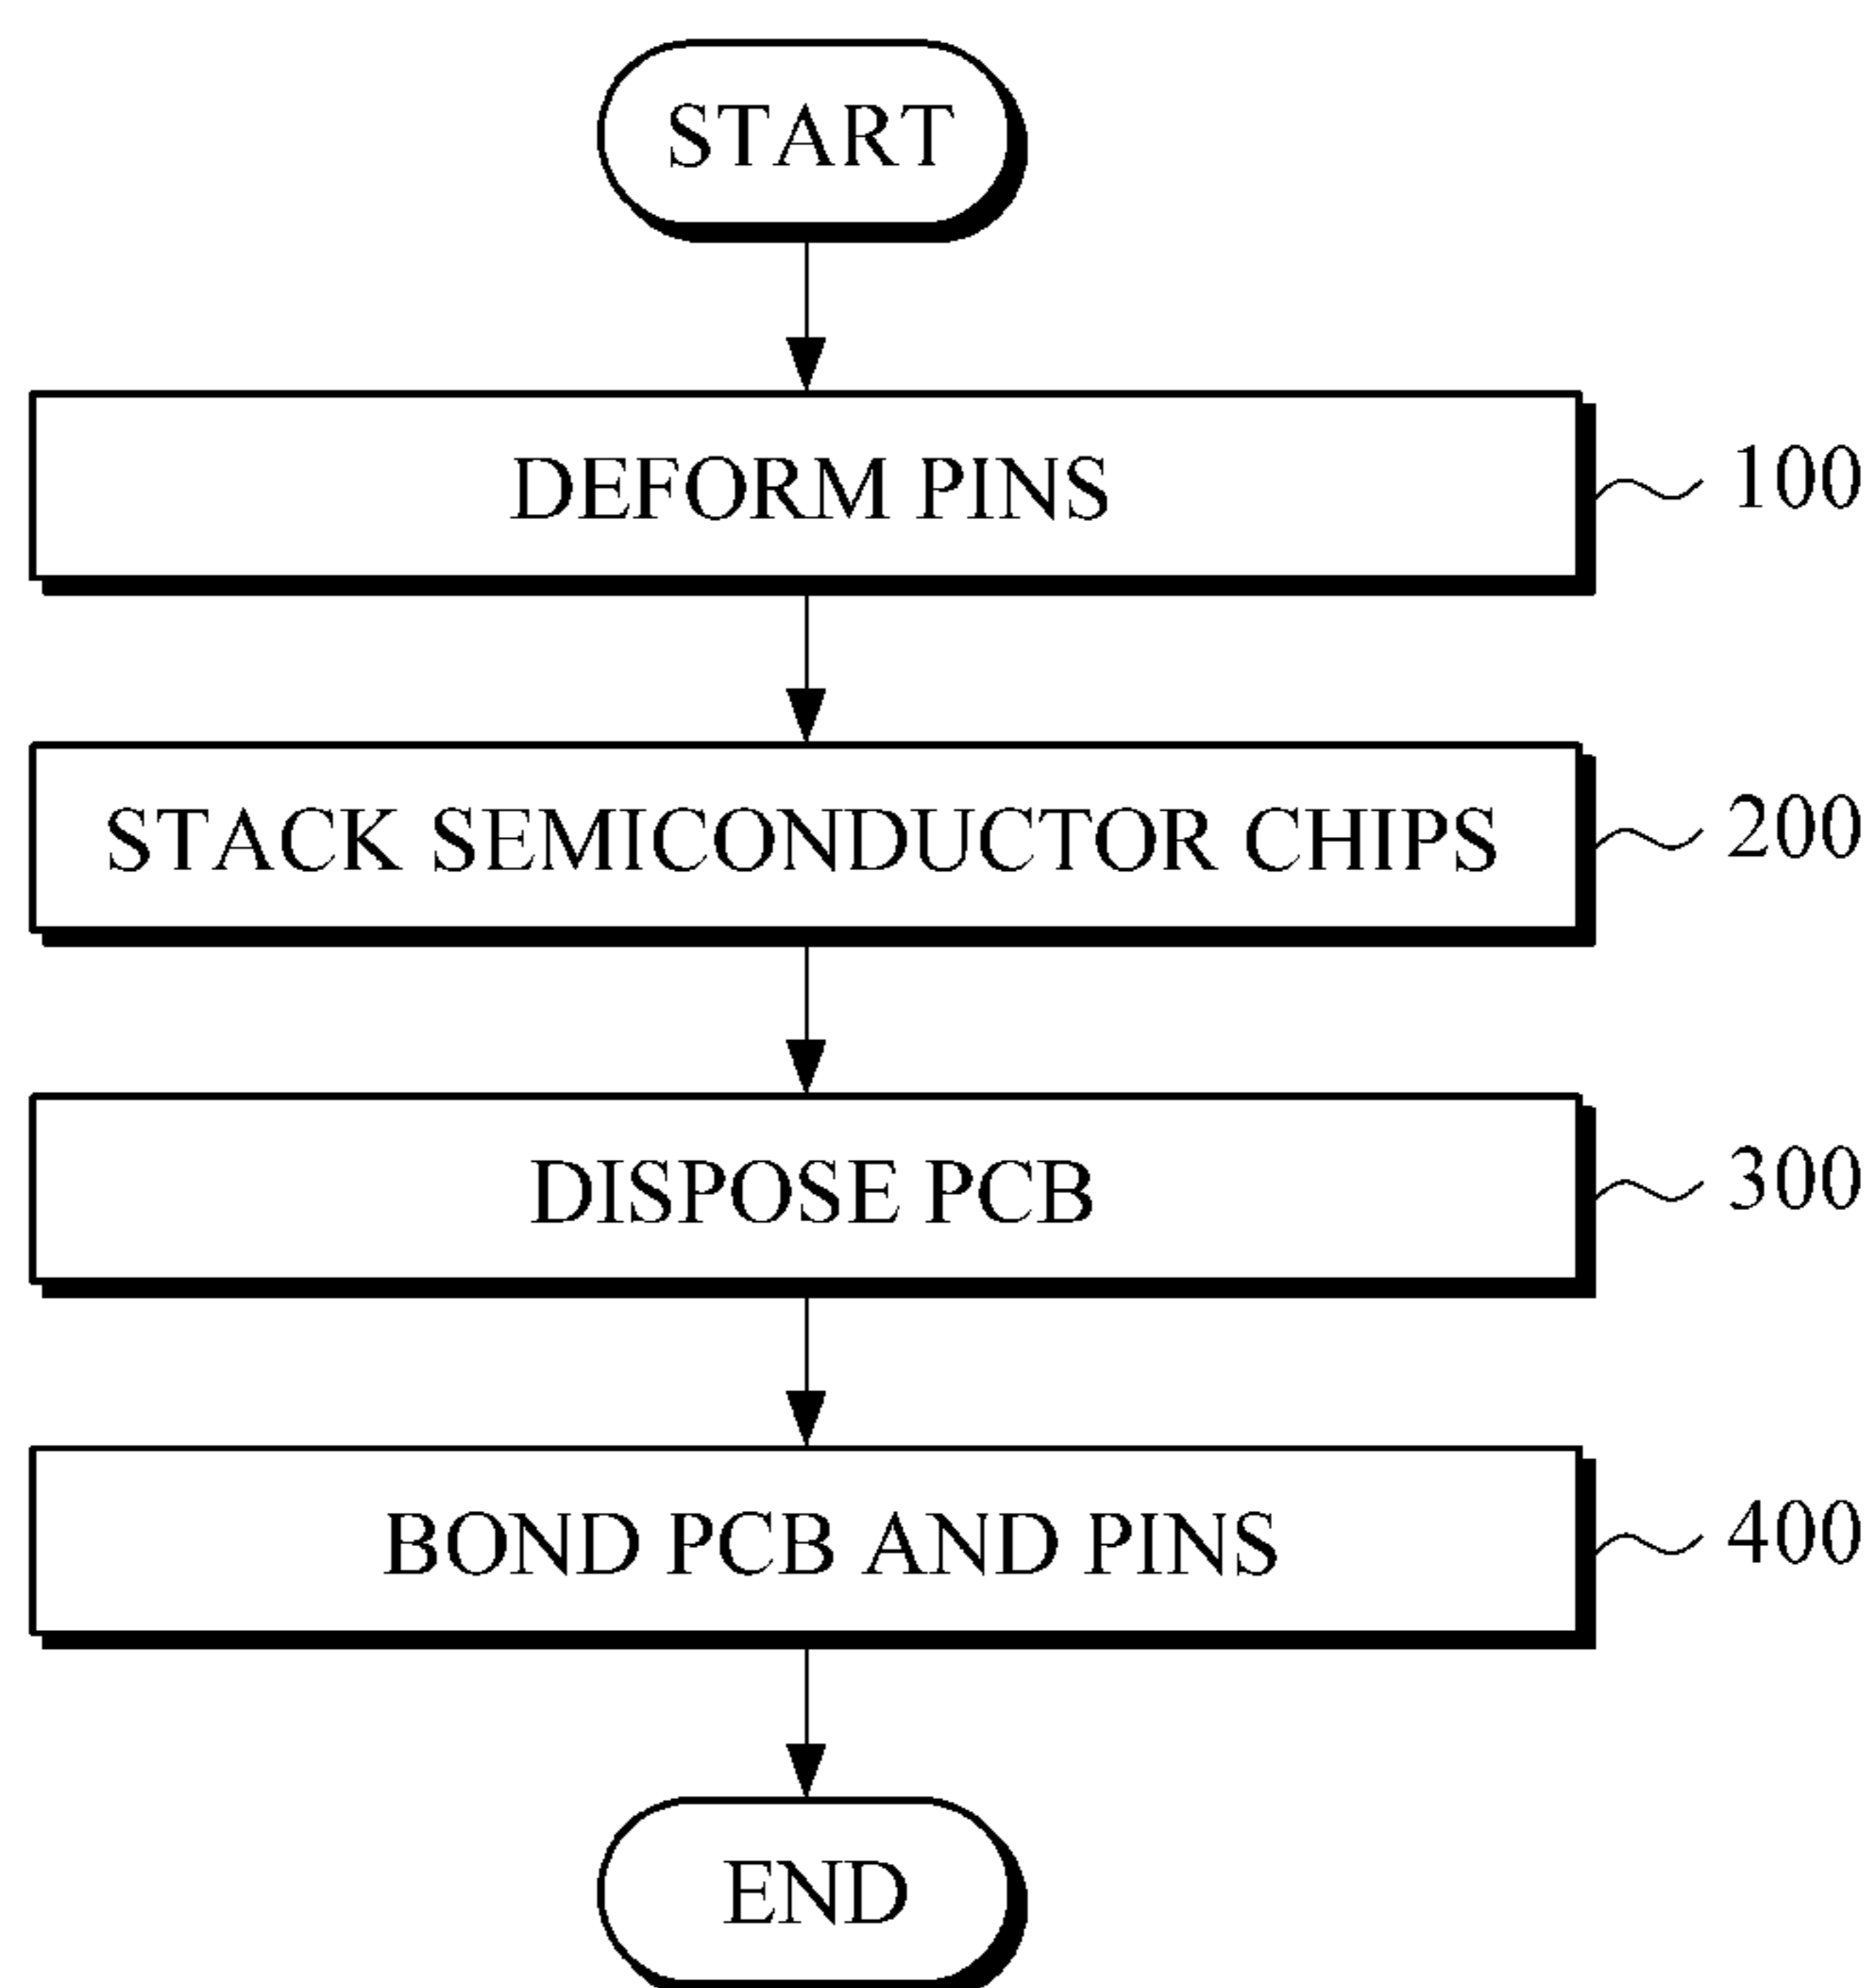 START
DEFORM PINS
100
STACK SEMICONDUCTOR CHIPS
200
DISPOSE PCB
300
BOND PCB AND PINS
400
END